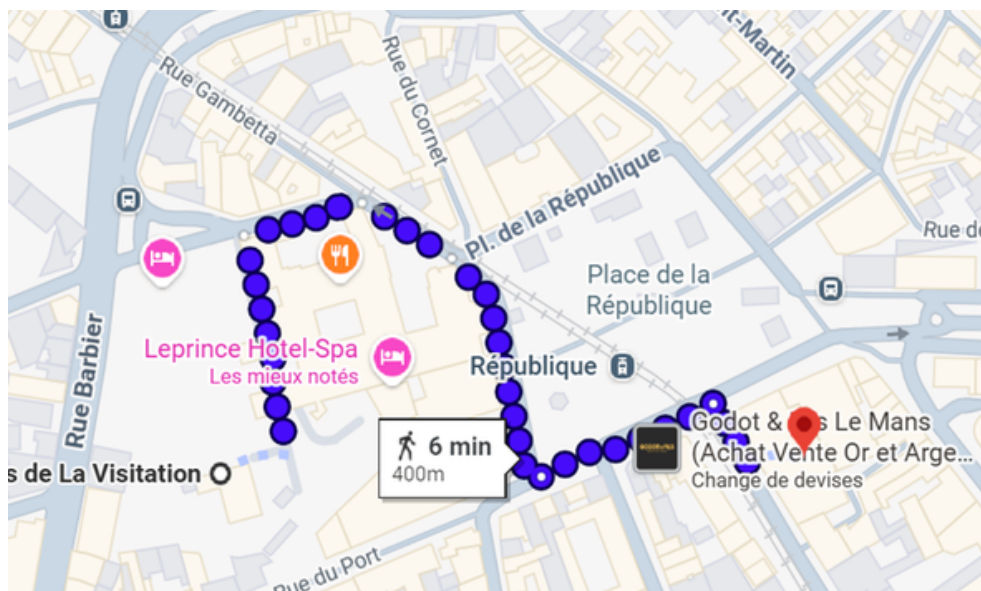 t-Martin
Rue Gambetta
Rue du Cornet
Pl. de la République
Rue de
Place de la
République
Leprince Hotel-Spa
Les mieux notés
République
Rue Barbier
6 min
400m
Godot & s Le Mans
(Achat Vente Or et Arge...
Change de devises
s de La Visitation
Rue du Port